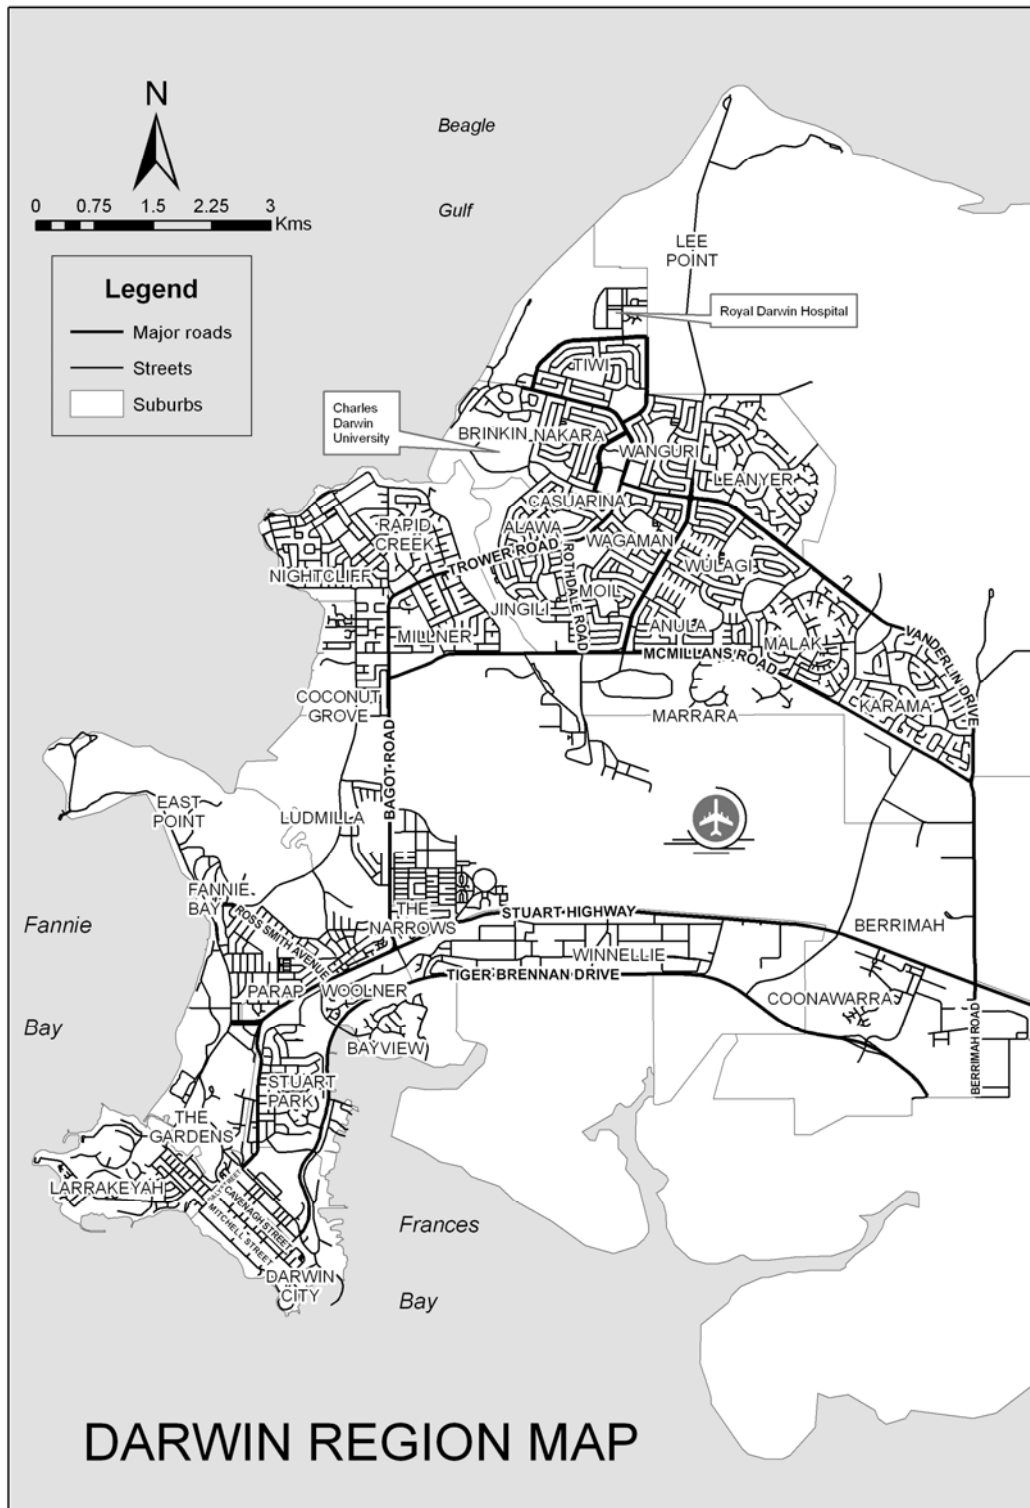 N
Beagle
Gulf
0 0.75 1.5 2.25 3
Kms
Legend
Major roads
Streets
Suburbs
LEE
POINT
Royal Darwin Hospital
TIWI
Charles
Darwin
University
BRINKIN
NAKARA
WANGURI
LEANYER
CASUARINA
RAPID
CREEK
ALAWA
WAGAMAN
TROWER ROAD
ROTHDALE ROAD
WULAGI
NIGHTCLIFF
MOIL
JINGILI
ANULA
MILLNER
MALAK
VANDERLIN DRIVE
MCMILLANS ROAD
COCONUT
GROVE
MARRARA
KARAMA
BAGOT ROAD
EAST
POINT
LUDMILLA
FANNIE
BAY
Fannie
ROSS SMITH AVENUE
THE
NARROWS
STUART HIGHWAY
BERRIMAH
WINNELLIE
TIGER BRENNAN DRIVE
PARAP
WOOLNER
COONAWARRA
Bay
BAYVIEW
BERRIMAH ROAD
STUART
PARK
THE
GARDENS
LARRAKEYAH
DALY STREET
CAVENAGH STREET
MITCHELL STREET
Frances
DARWIN
CITY
Bay
DARWIN REGION MAP